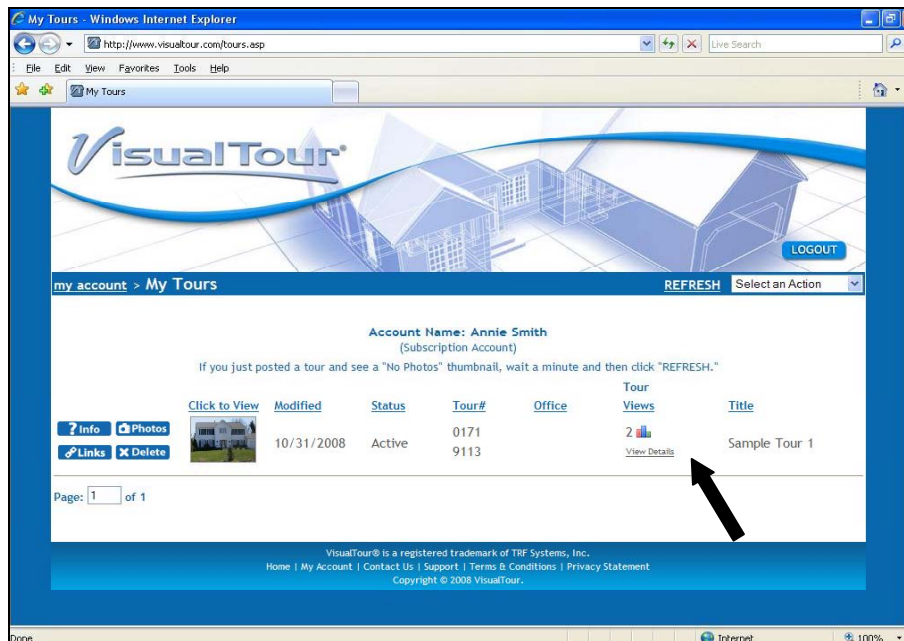 My Tours - Windows Internet Explorer
http://www.visualtour.com/tours.asp
Live Search
File Edit View Favorites Tools Help
My Tours
VisualTour®
LOGOUT
my account > My Tours REFRESH Select an Action
Account Name: Annie Smith
(Subscription Account)
If you just posted a tour and see a "No Photos" thumbnail, wait a minute and then click "REFRESH."
Click to View Modified Status Tour# Office Tour Views Title
? Info Photos
Links X Delete
10/31/2008 Active 0171 9113 2 View Details Sample Tour 1
Page: 1 of 1
VisualTour® is a registered trademark of TRF Systems, Inc.
Home | My Account | Contact Us | Support | Terms & Conditions | Privacy Statement
Copyright © 2008 VisualTour.
Done Internet 100%